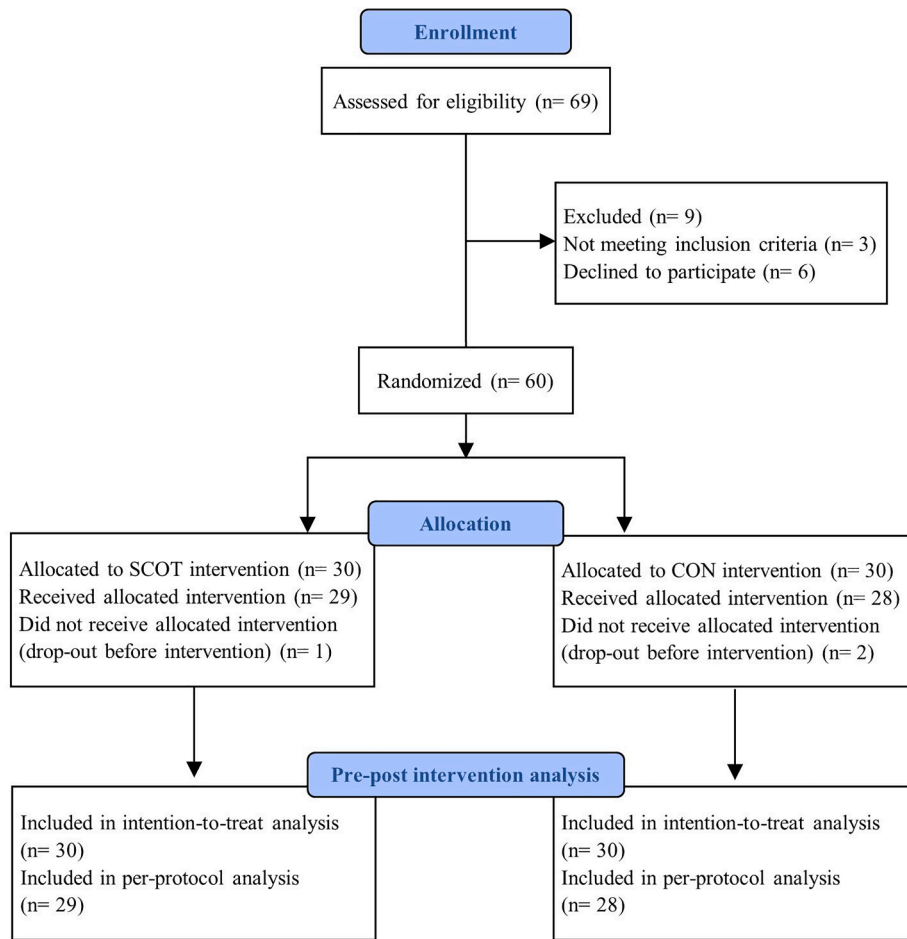 Enrollment
Assessed for eligibility (n= 69)
Excluded (n= 9)
Not meeting inclusion criteria (n= 3)
Declined to participate (n= 6)
Randomized (n= 60)
Allocation
Allocated to SCOT intervention (n= 30)
Received allocated intervention (n= 29)
Did not receive allocated intervention
(drop-out before intervention) (n= 1)
Allocated to CON intervention (n= 30)
Received allocated intervention (n= 28)
Did not receive allocated intervention
(drop-out before intervention) (n= 2)
Pre-post intervention analysis
Included in intention-to-treat analysis
(n= 30)
Included in per-protocol analysis
(n= 29)
Included in intention-to-treat analysis
(n= 30)
Included in per-protocol analysis
(n= 28)